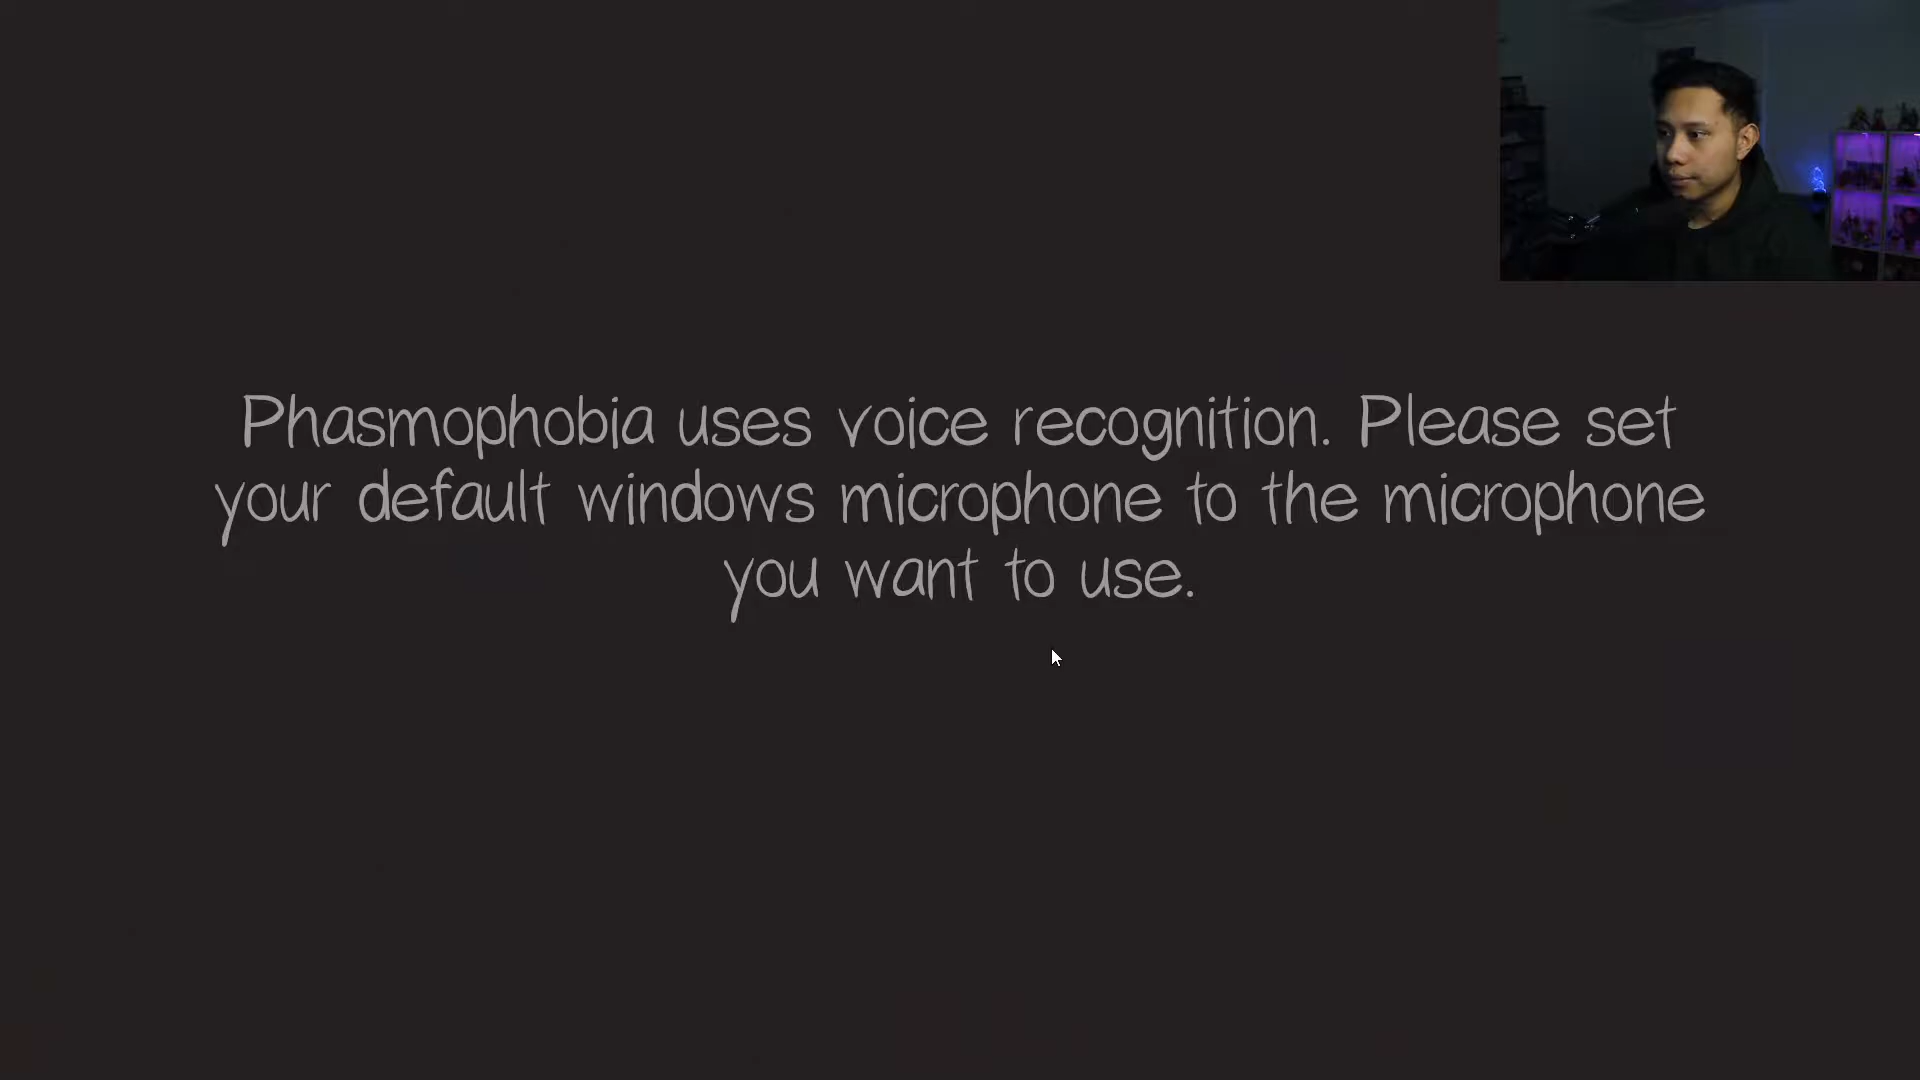 Phasmophobia uses voice recognition. Please set
your default windows microphone to the microphone
you want to use.